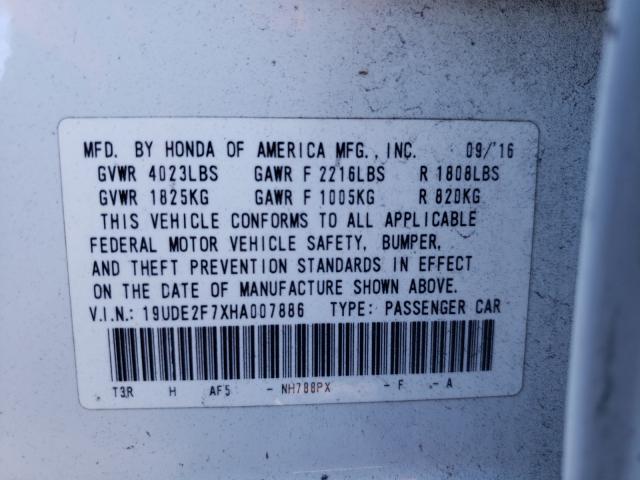 MFD. BY HONDA OF AMERICA MFG., INC. 09/'16
GVWR 4023LBS GAWR F 2216LBS R 1808LBS
GVWR 1825KG GAWR F 1005KG R 820KG
THIS VEHICLE CONFORMS TO ALL APPLICABLE
FEDERAL MOTOR VEHICLE SAFETY, BUMPER,
AND THEFT PREVENTION STANDARDS IN EFFECT
ON THE DATE OF MANUFACTURE SHOWN ABOVE.
V.I.N.: 19UDE2F7XHA007886 TYPE: PASSENGER CAR
T3R H AF5 - NH788PX - F - A